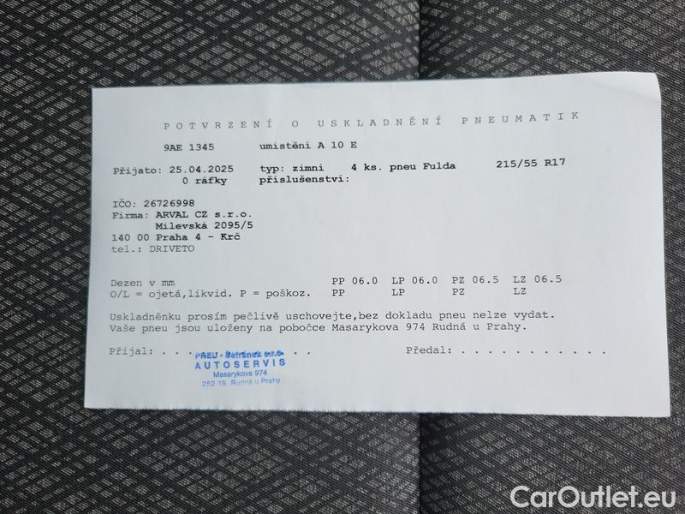 POTVRZENÍ O USKLADNĚNÍ PNEUMATIK
9AE 1345 umístění A 10 E
Přijato: 25.04.2025 typ: zimní 4 ks. pneu Fulda 215/55 R17
0 ráfky příslušenství:
IČO: 26726998
Firma: ARVAL CZ s.r.o.
Milevská 2095/5
140 00 Praha 4 - Krč
tel.: DRIVETO
Dezen v mm PP 06.0 LP 06.0 PZ 06.5 LZ 06.5
O/L = ojetá,likvid. P = poškoz. PP LP PZ LZ
Uskladněnku prosím pečlivě uschovejte,bez dokladu pneu nelze vydat.
Vaše pneu jsou uloženy na pobočce Masarykova 974 Rudná u Prahy.
Přijal: . . . . . . . . . . . Předal: . . . . . . . . . . .
s.r.o.
AUTOSERVIS
Masarykova 974
252 19 Rudná u Prahy
CarOutlet.eu